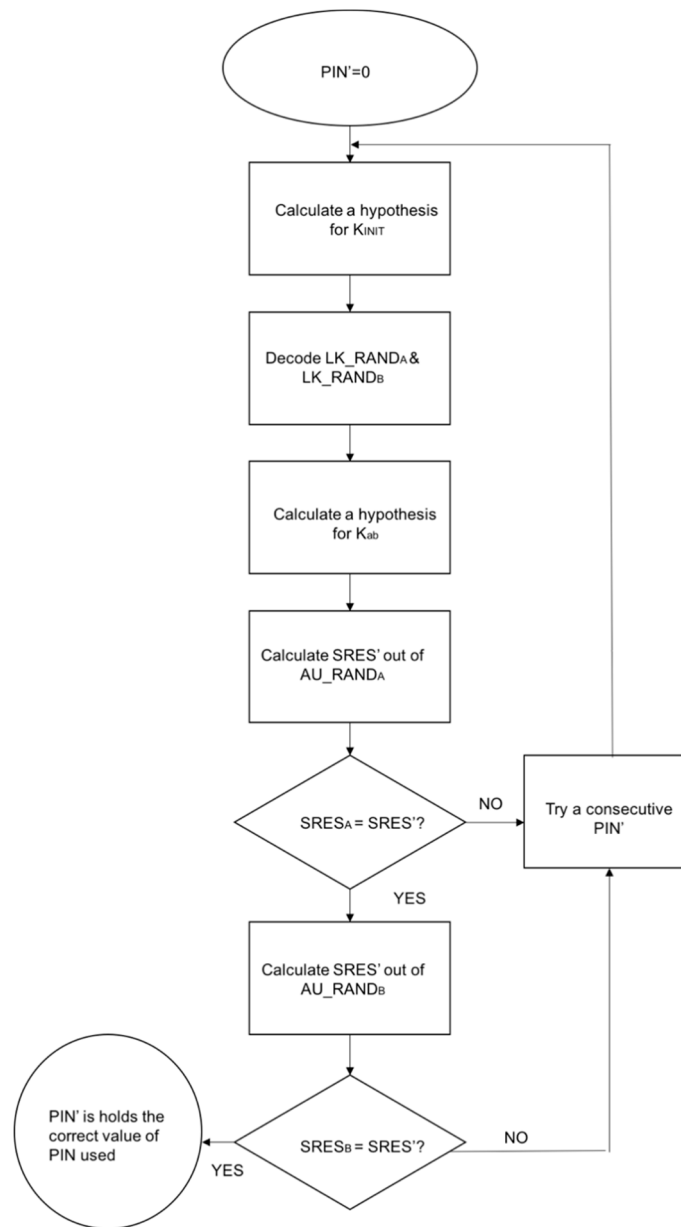 PIN’=0
Calculate a hypothesis
for KINIT
Decode LK_RANDA &
LK_RANDB
Calculate a hypothesis
for Kab
Calculate SRES’ out of
AU_RANDA
SRESA = SRES’?
NO
Try a consecutive
PIN’
YES
Calculate SRES’ out of
AU_RANDB
PIN’ is holds the
correct value of
PIN used
SRESB = SRES’?
NO
YES